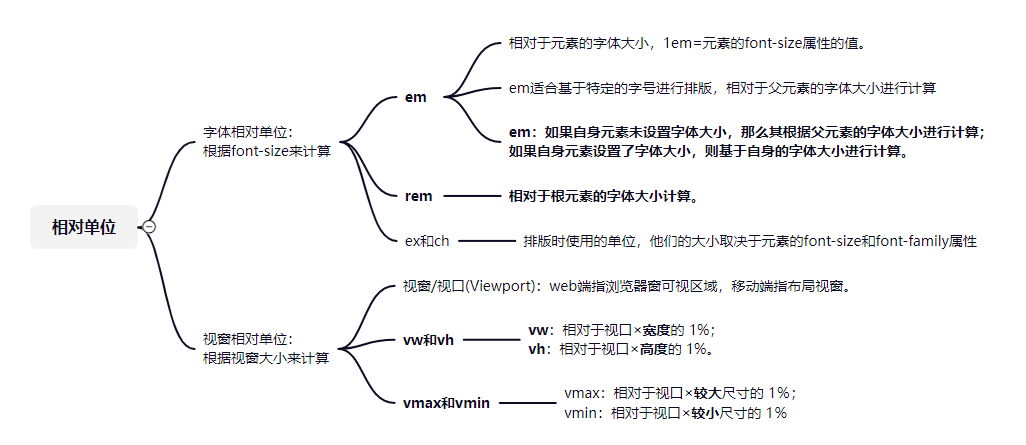 相对单位
字体相对单位：
根据font-size来计算
em
相对于元素的字体大小，1em=元素的font-size属性的值。
em适合基于特定的字号进行排版，相对于父元素的字体大小进行计算
em：如果自身元素未设置字体大小，那么其根据父元素的字体大小进行计算；
如果自身元素设置了字体大小，则基于自身的字体大小进行计算。
rem
相对于根元素的字体大小计算。
ex和ch
排版时使用的单位，他们的大小取决于元素的font-size和font-family属性
视窗相对单位：
根据视窗大小来计算
视窗/视口(Viewport)：web端指浏览器窗可视区域，移动端指布局视窗。
vw和vh
vw：相对于视口×宽度的 1%；
vh：相对于视口×高度的 1%。
vmax和vmin
vmax：相对于视口×较大尺寸的 1%；
vmin：相对于视口×较小尺寸的 1%